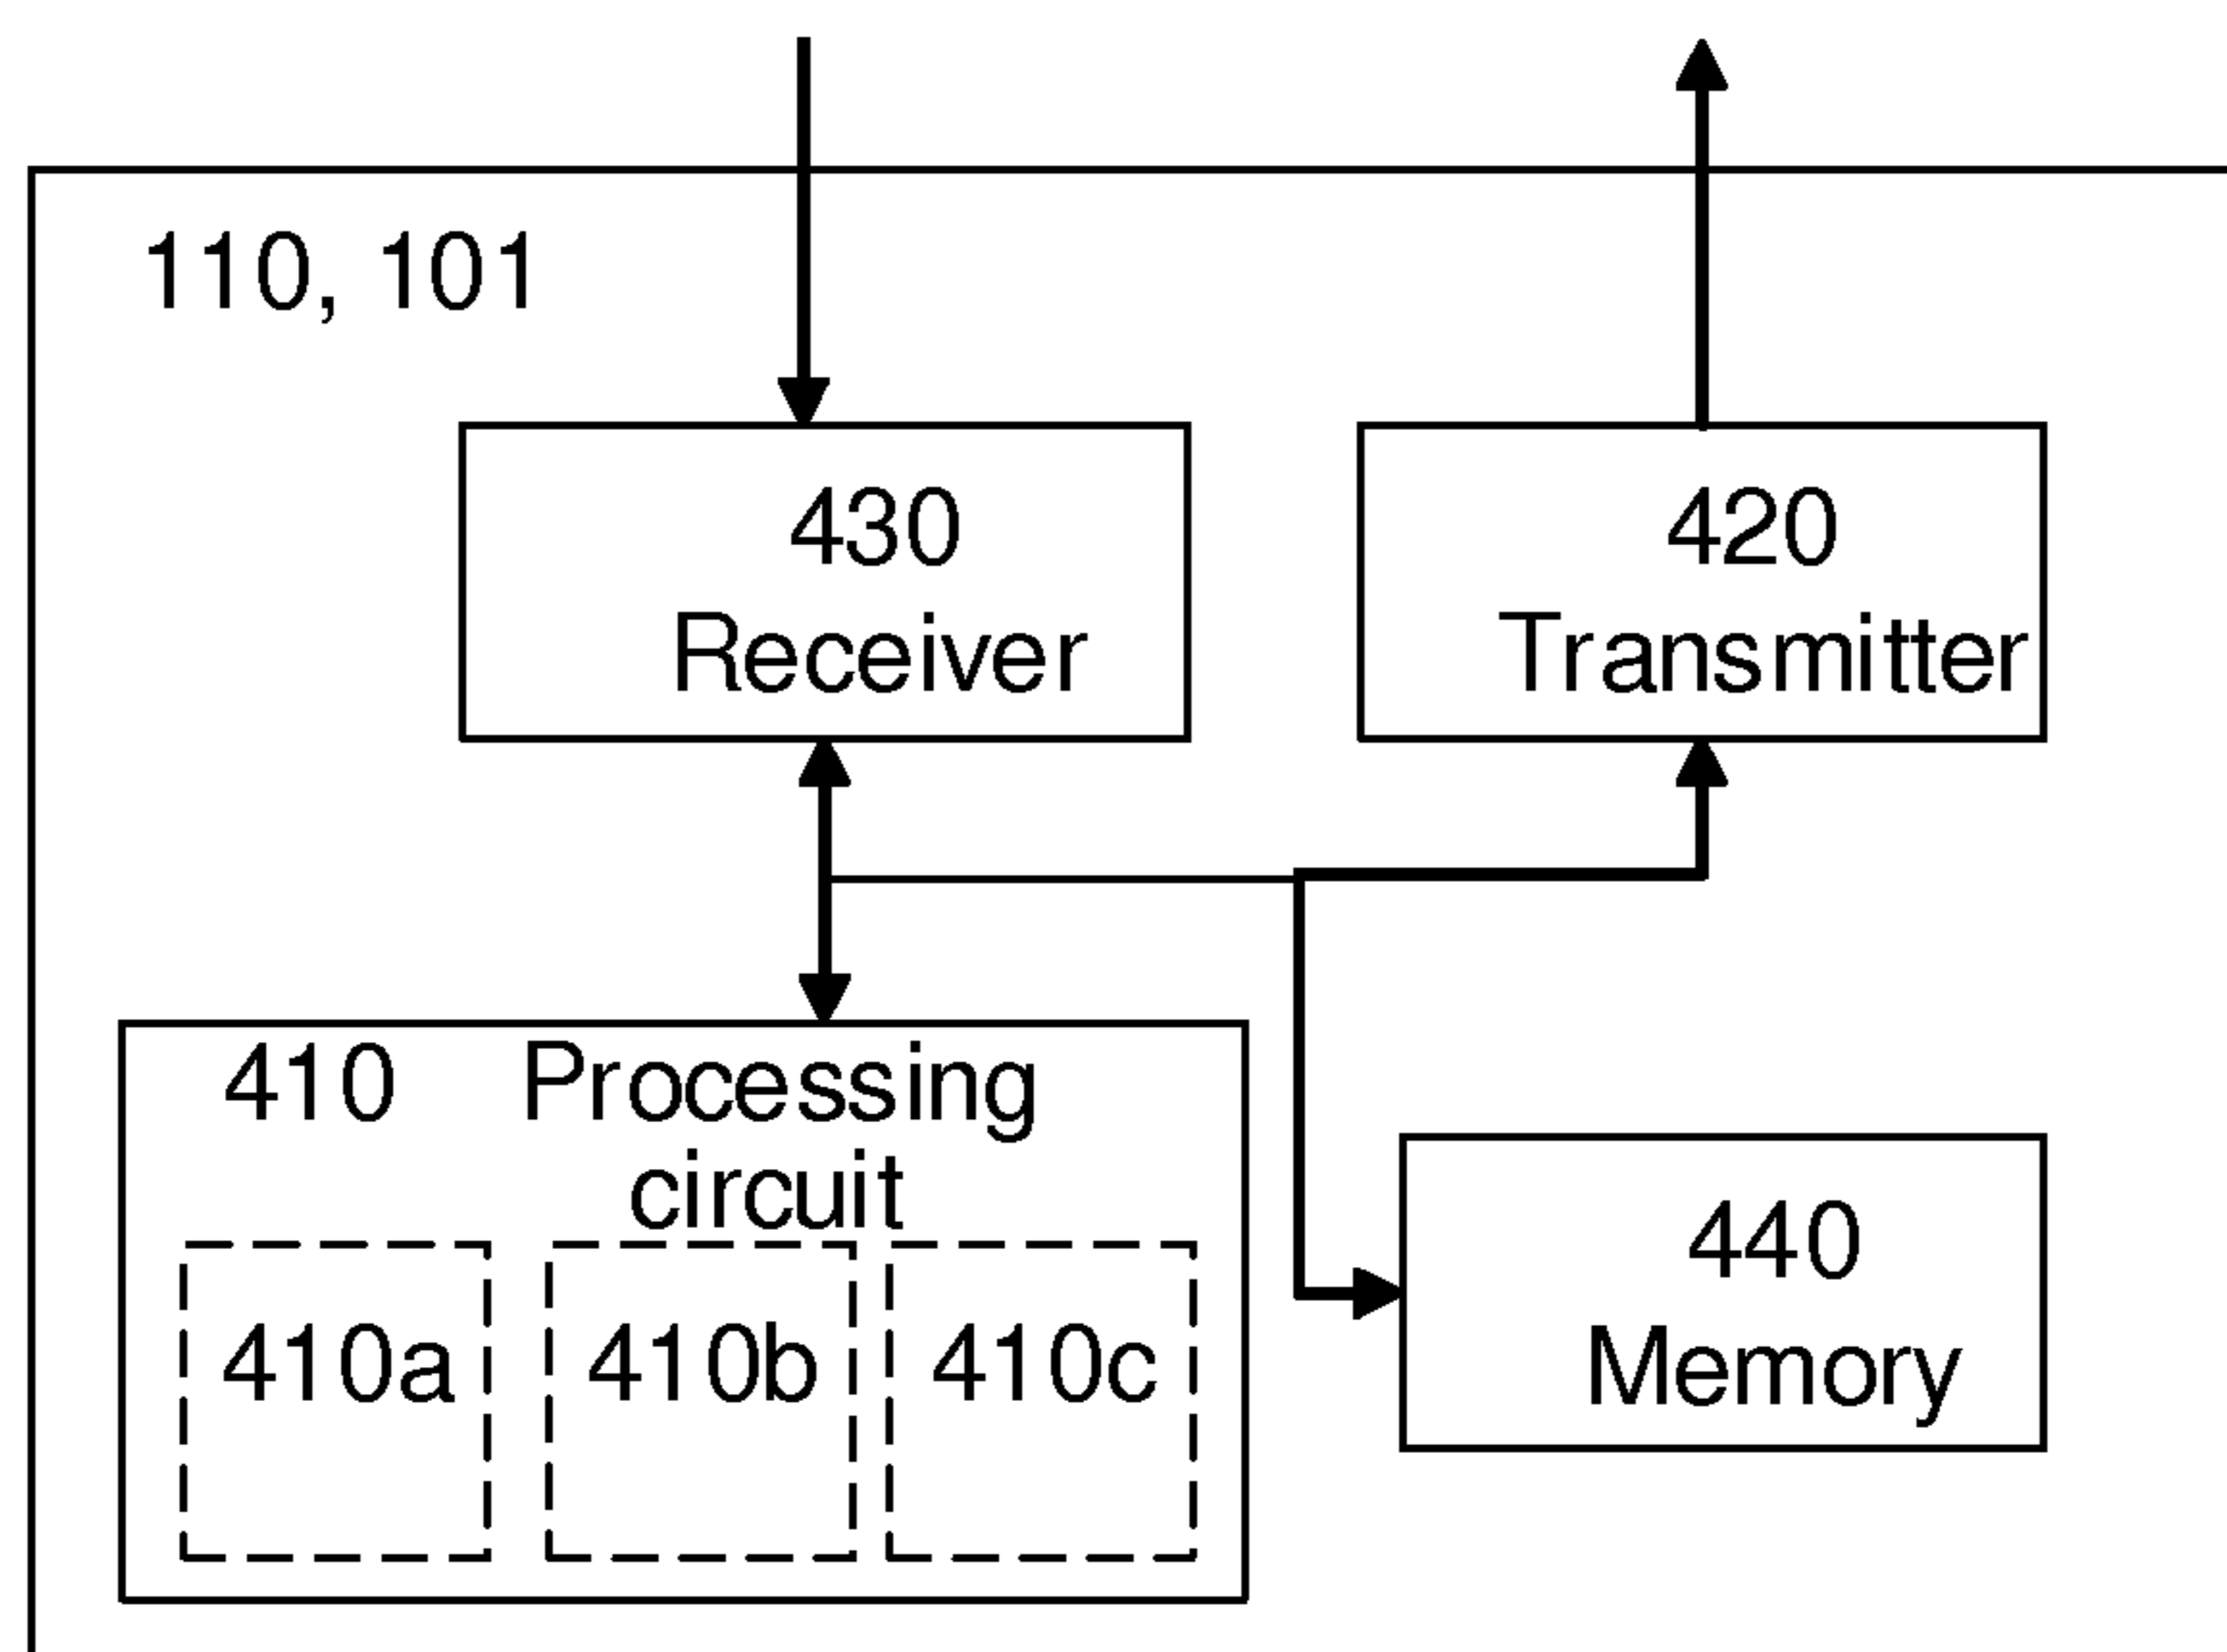 110, 101
430
Receiver
420
Transmitter
410 Processing
circuit
410a
410b
410c
440
Memory